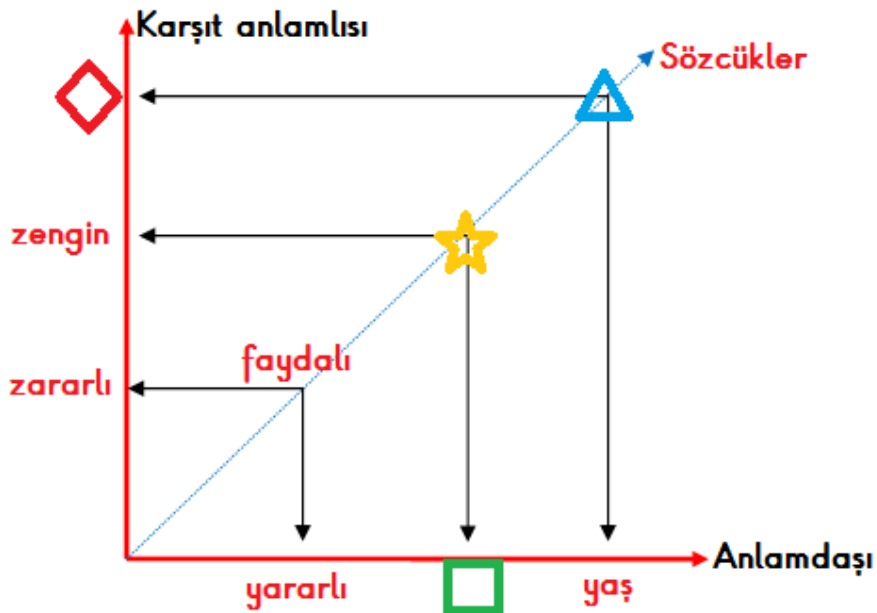 Karşıt anlamlısı
Sözcükler
zengin
faydalı
zararlı
Anlamdaşı
yararlı
yaş